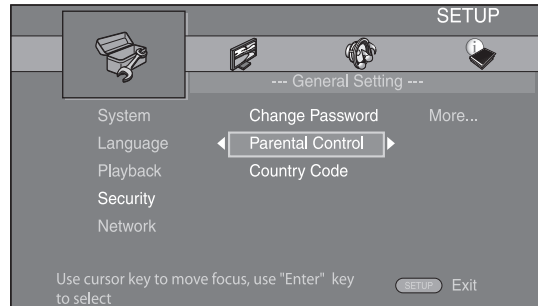 SETUP
--- General Setting ---
System
Language
Playback
Security
Network
Change Password
Parental Control
Country Code
More...
Use cursor key to move focus, use "Enter" key
to select
SETUP Exit